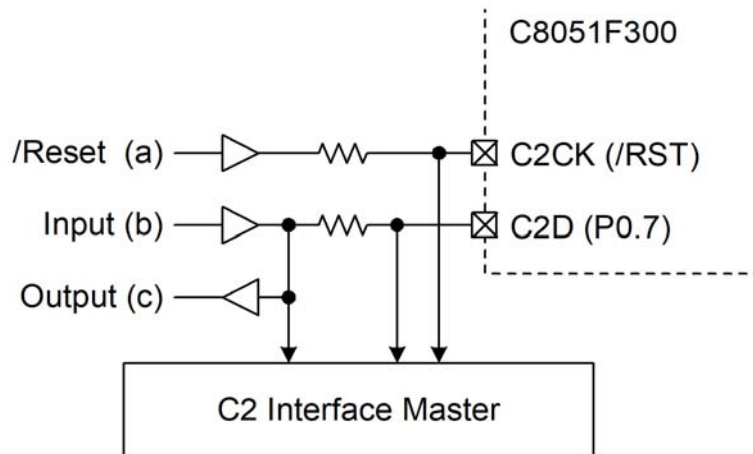 C8051F300
/Reset (a)
C2CK (/RST)
Input (b)
C2D (P0.7)
Output (c)
C2 Interface Master